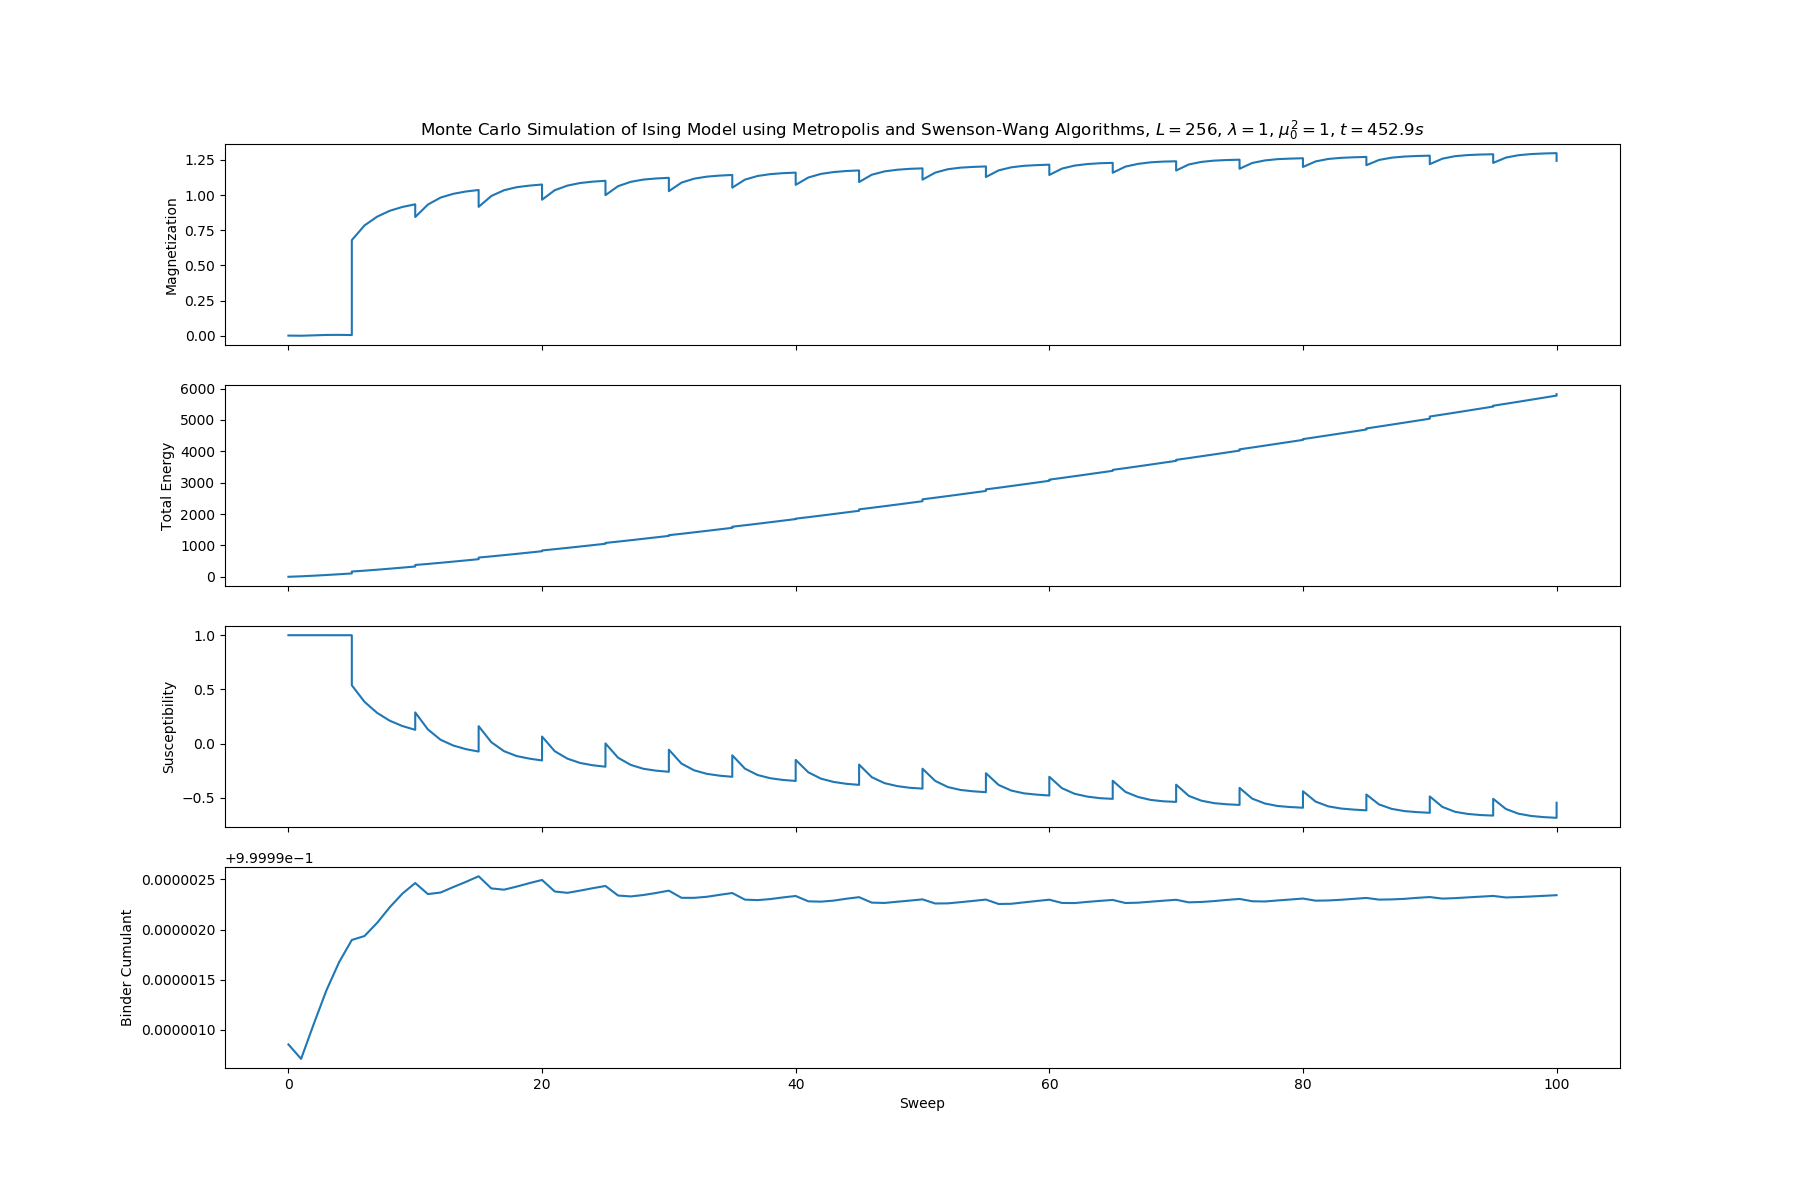 Monte Carlo Simulation of Ising Model using Metropolis and Swenson-Wang Algorithms, L = 256, λ = 1, μ₀² = 1, t = 452.9s
1.25
1.00
0.75
0.50
0.25
0.00
Magnetization
6000
5000
4000
3000
2000
1000
0
Total Energy
1.0
0.5
0.0
−0.5
Susceptibility
+9.9999e−1
0.0000025
0.0000020
0.0000015
0.0000010
Binder Cumulant
0 20 40 60 80 100
Sweep